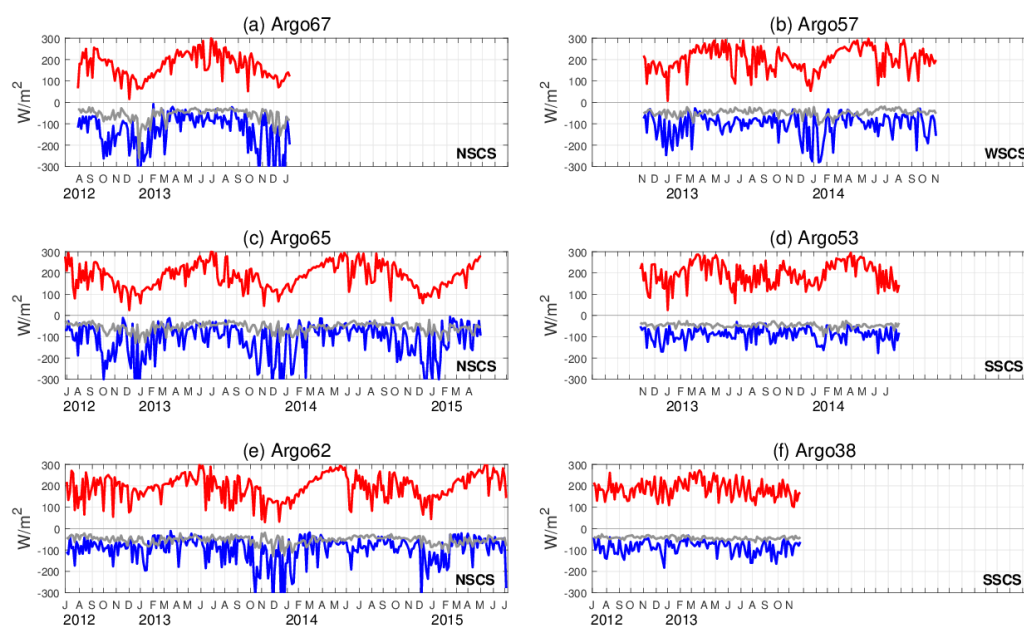 (a) Argo67
(b) Argo57
300
200
100
0
-100
-200
-300
W/m2
NSCS
A S O N D J F M A M J J A S O N D J
2012 2013
300
200
100
0
-100
-200
-300
W/m2
WSCS
N D J F M A M J J A S O N D J F M A M J J A S O N
2013 2014
(c) Argo65
(d) Argo53
300
200
100
0
-100
-200
-300
W/m2
NSCS
J A S O N D J F M A M J J A S O N D J F M A M J J A S O N D J F M A
2012 2013 2014 2015
300
200
100
0
-100
-200
-300
W/m2
SSCS
N D J F M A M J J A S O N D J F M A M J J
2013 2014
(e) Argo62
(f) Argo38
300
200
100
0
-100
-200
-300
W/m2
NSCS
J A S O N D J F M A M J J A S O N D J F M A M J J A S O N D J F M A M J J
2012 2013 2014 2015
300
200
100
0
-100
-200
-300
W/m2
SSCS
J A S O N D J F M A M J J A S O N
2012 2013